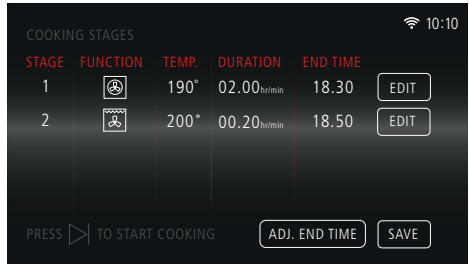 10:10
COOKING STAGES
STAGE FUNCTION TEMP. DURATION END TIME
1 190° 02.00hr/min 18.30 EDIT
2 200° 00.20hr/min 18.50 EDIT
PRESS TO START COOKING ADJ. END TIME SAVE